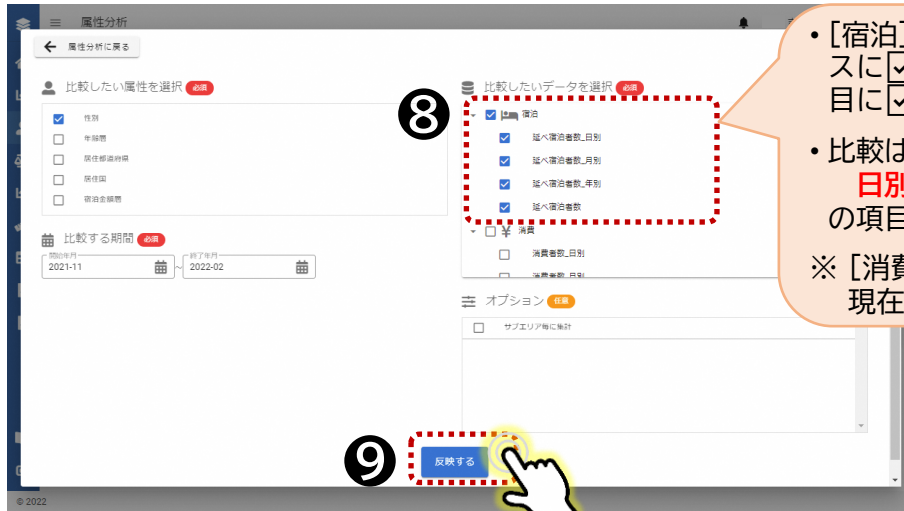 属性分析
属性分析に戻る
比較したい属性を選択 必須
性別
年齢層
居住都道府県
居住国
宿泊金額層
比較する期間 必須
開始年月
2021-11
~
終了年月
2022-02
❽
比較したいデータを選択 必須
宿泊
延べ宿泊者数_日別
延べ宿泊者数_月別
延べ宿泊者数_年別
延べ宿泊者数
¥ 消費
消費者数_日別
オプション 任意
サブエリア毎に集計
❾
反映する
・[宿泊]
スに☑
目に☑
・比較は
日別
の項目
※ [消費
現在
© 2022